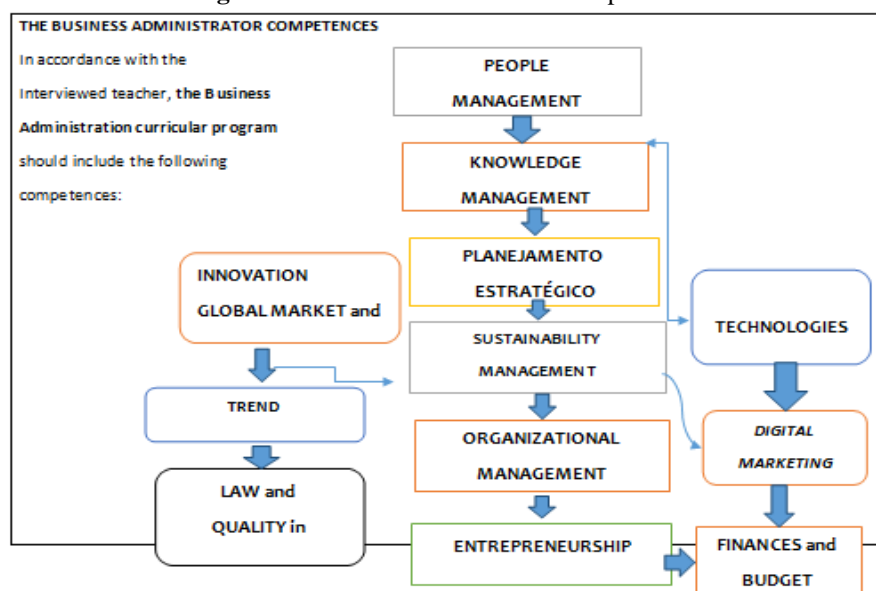 THE BUSINESS ADMINISTRATOR COMPETENCES
In accordance with the
Interviewed teacher, the Business
Administration curricular program
should include the following
competences:
PEOPLE
MANAGEMENT
KNOWLEDGE
MANAGEMENT
PLANEJAMENTO
ESTRATÉGICO
SUSTAINABILITY
MANAGEMENT
ORGANIZATIONAL
MANAGEMENT
ENTREPRENEURSHIP
INNOVATION
GLOBAL MARKET and
TREND
LAW and
QUALITY in
TECHNOLOGIES
DIGITAL
MARKETING
FINANCES and
BUDGET